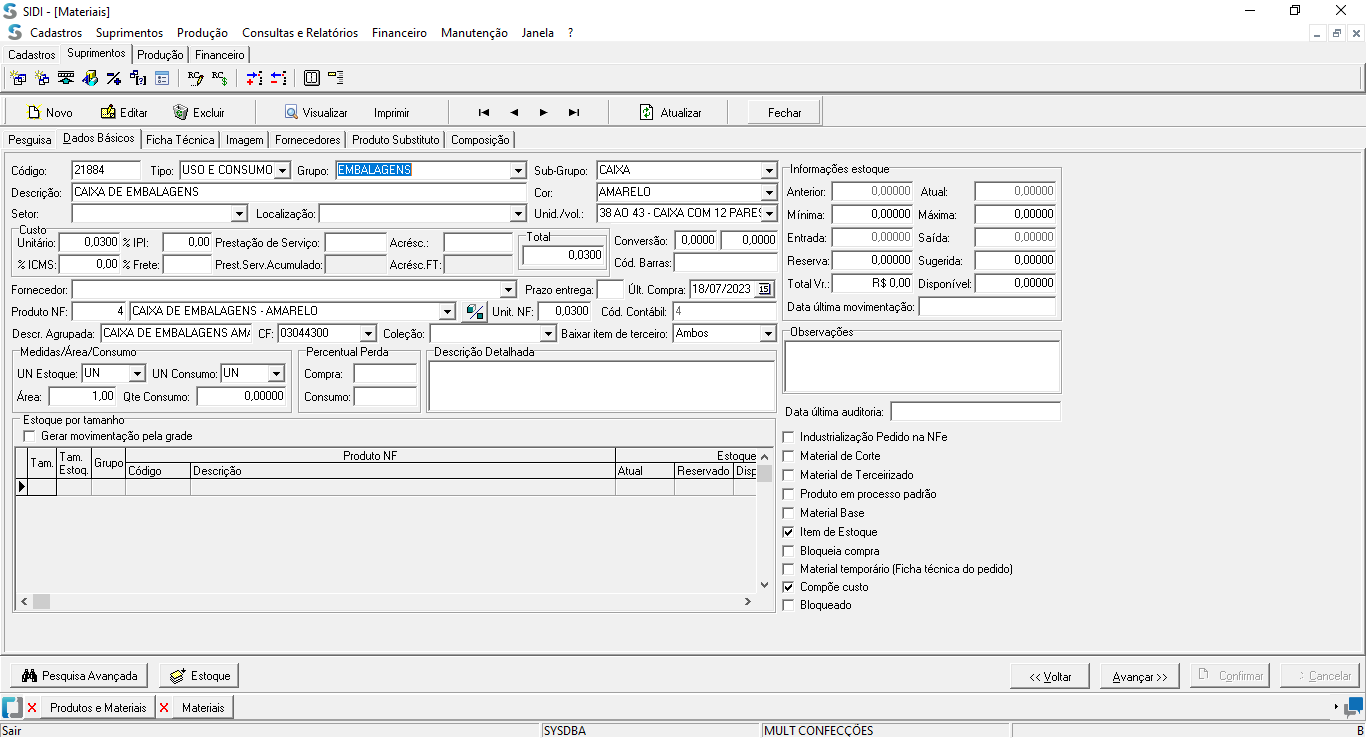 SIDI - [Materiais]
Cadastros Suprimentos Produção Consultas e Relatórios Financeiro Manutenção Janela ?
Cadastros Suprimentos Produção Financeiro
Novo Editar Excluir Visualizar Imprimir Atualizar Fechar
Pesquisa Dados Básicos Ficha Técnica Imagem Fornecedores Produto Substituto Composição
Código: 21884 Tipo: USO E CONSUMO Grupo: EMBALAGENS Sub-Grupo: CAIXA
Descrição: CAIXA DE EMBALAGENS Cor: AMARELO
Setor: Localização: Unid./vol.: 38 AO 43 - CAIXA COM 12 PARES
Custo
Unitário: 0,0300 % IPI: 0,00 Prestação de Serviço: Acrésc.: Total 0,0300 Conversão: 0,0000 0,0000
% ICMS: 0,00 % Frete: Prest.Serv.Acumulado: Acrésc.FT: Cód. Barras:
Fornecedor: Prazo entrega: Últ. Compra: 18/07/2023 15
Produto NF: 4 CAIXA DE EMBALAGENS - AMARELO Unit. NF: 0,0300 Cód. Contábil: 4
Descr. Agrupada: CAIXA DE EMBALAGENS AMA CF: 03044300 Coleção: Baixar item de terceiro: Ambos
Medidas/Área/Consumo Percentual Perda Descrição Detalhada
UN Estoque: UN UN Consumo: UN Compra:
Área: 1,00 Qte Consumo: 0,00000 Consumo:
Estoque por tamanho
Gerar movimentação pela grade
Tam. Tam. Estoq. Grupo Produto NF Estoque
Código Descrição Atual Reservado Disp
Informações estoque
Anterior: 0,00000 Atual: 0,00000
Mínima: 0,00000 Máxima: 0,00000
Entrada: 0,00000 Saída: 0,00000
Reserva: 0,00000 Sugerida: 0,00000
Total Vr.: R$ 0,00 Disponível: 0,00000
Data última movimentação:
Observações
Data última auditoria:
Industrialização Pedido na NFe
Material de Corte
Material de Terceirizado
Produto em processo padrão
Material Base
Item de Estoque
Bloqueia compra
Material temporário (Ficha técnica do pedido)
Compõe custo
Bloqueado
Pesquisa Avançada Estoque << Voltar Avançar >> Confirmar Cancelar
Produtos e Materiais Materiais
Sair SYSDBA MULT CONFECÇÕES B